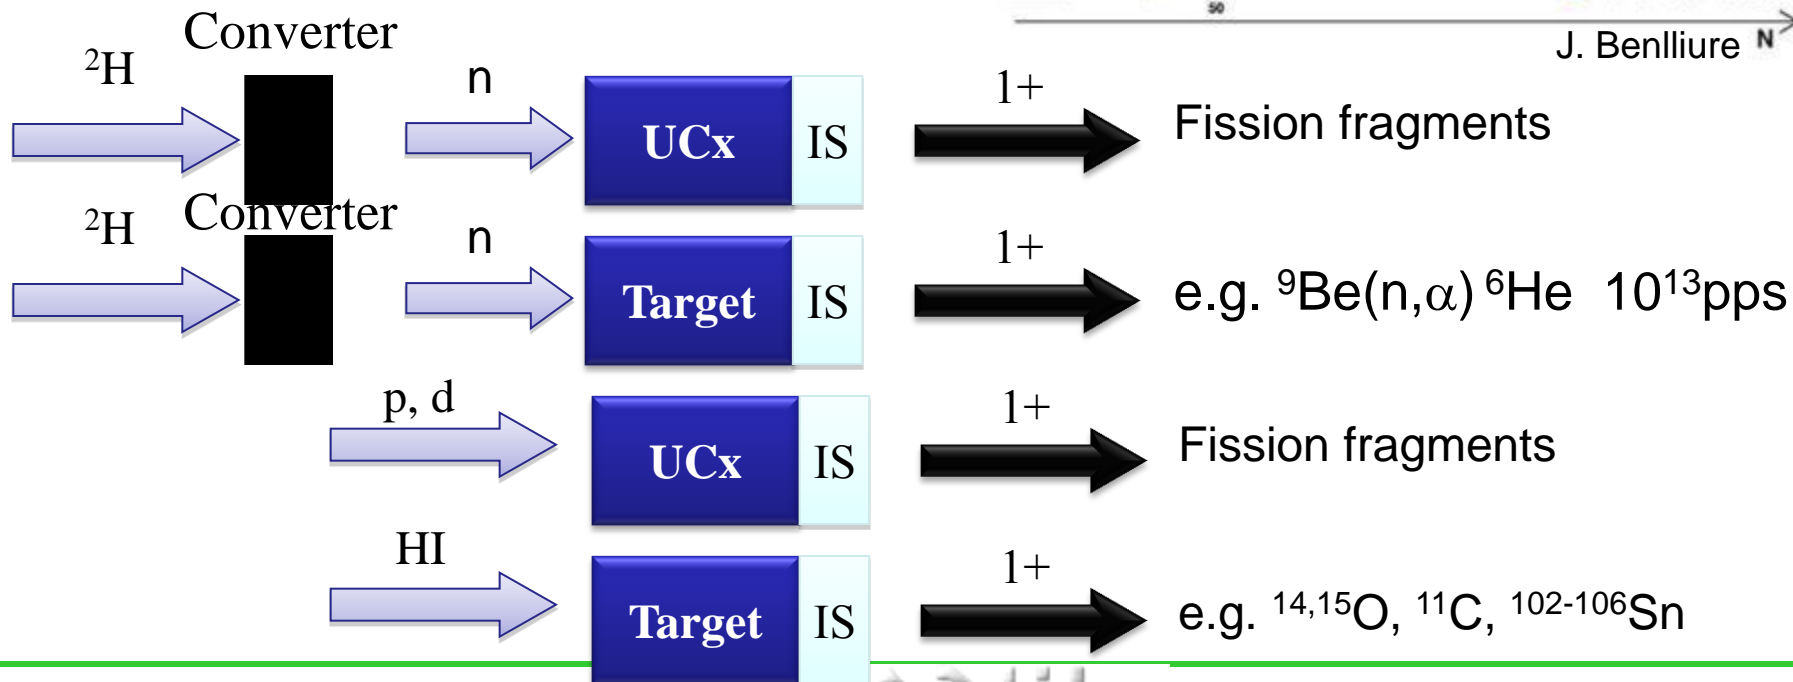 50
N
J. Benlliure
Converter
²H
n
UCx
IS
1+
Fission fragments
Converter
²H
n
Target
IS
1+
e.g. ⁹Be(n,α) ⁶He 10¹³pps
p, d
UCx
IS
1+
Fission fragments
HI
Target
IS
1+
e.g. ¹⁴,¹⁵O, ¹¹C, ¹⁰²⁻¹⁰⁶Sn